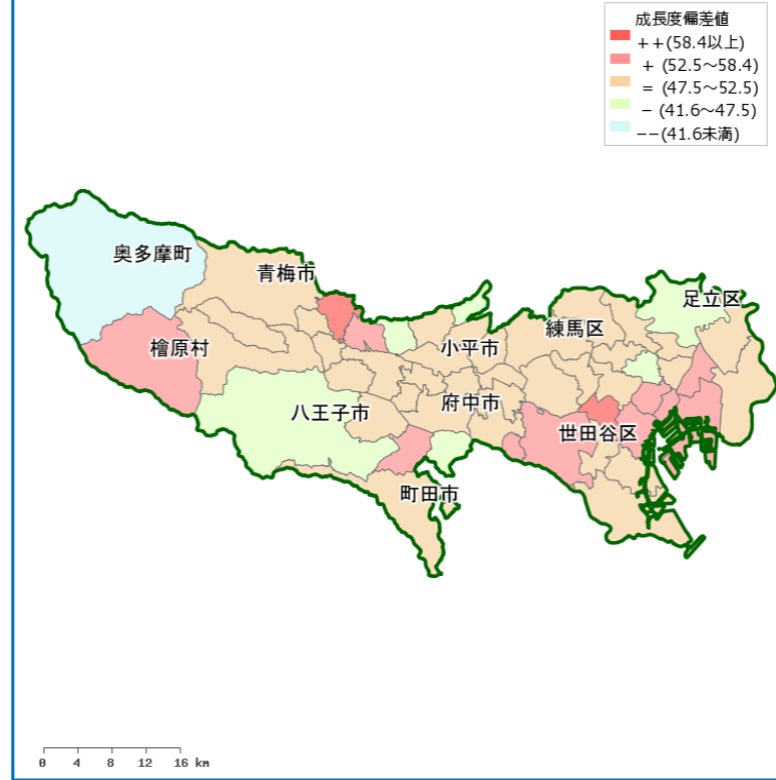 成長度偏差値
++(58.4以上)
+ (52.5～58.4)
= (47.5～52.5)
− (41.6～47.5)
−−(41.6未満)
奥多摩町
青梅市
足立区
練馬区
檜原村
小平市
八王子市
府中市
世田谷区
町田市
0 4 8 12 16 km